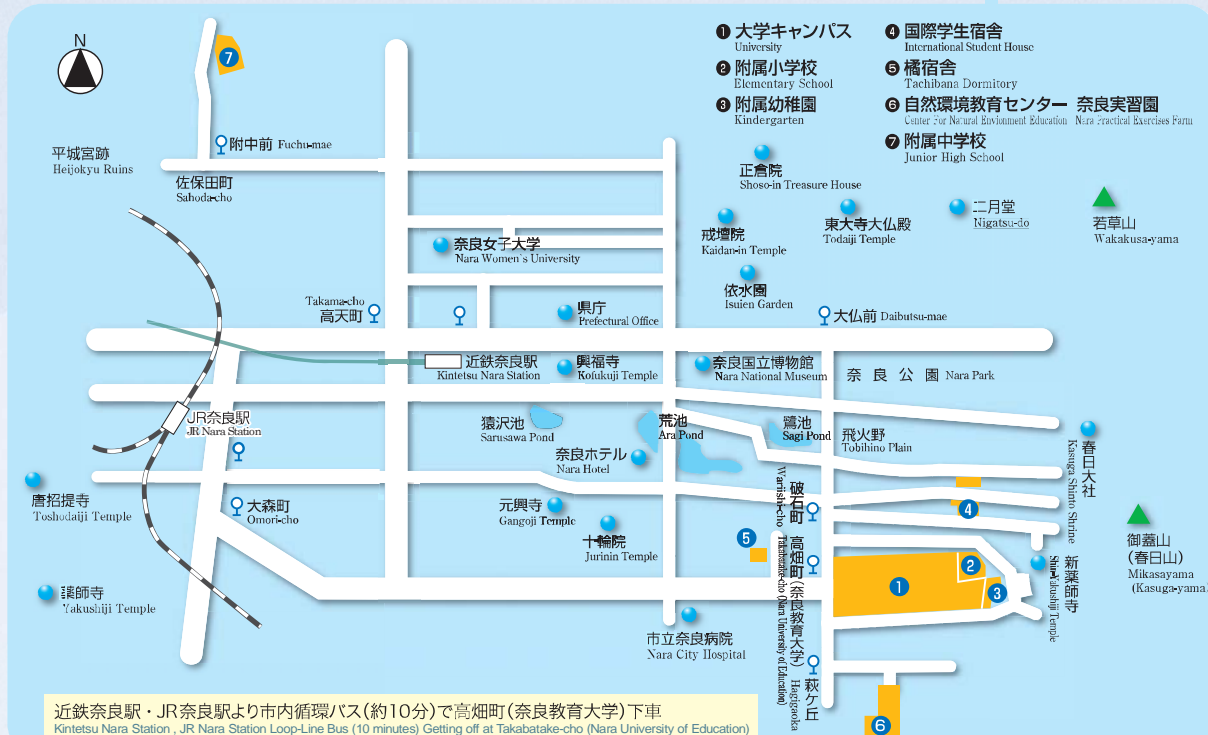 ❶ 大学キャンパス
University
❷ 附属小学校
Elementary School
❸ 附属幼稚園
Kindergarten
❹ 国際学生宿舎
International Student House
❺ 橘宿舎
Tachibana Dormitory
❻ 自然環境教育センター 奈良実習園
Center For Natural Envionment Education Nara Practical Exercises Farm
❼ 附属中学校
Junior High School
N
7
附中前 Fuchu-mae
平城宮跡
Heijokyu Ruins
佐保田町
Sahoda-cho
正倉院
Shoso-in Treasure House
戒壇院
Kaidan-in Temple
東大寺大仏殿
Todaiji Temple
二月堂
Nigatsu-do
若草山
Wakakusa-yama
奈良女子大学
Nara Women's University
依水園
Isuien Garden
Takama-cho
高天町
県庁
Prefectural Office
大仏前 Daibutsu-mae
近鉄奈良駅
Kintetsu Nara Station
興福寺
Kofukuji Temple
奈良国立博物館
Nara National Museum
奈良公園 Nara Park
JR奈良駅
JR Nara Station
猿沢池
Sarusawa Pond
荒池
Ara Pond
鷺池
Sagi Pond
飛火野
Tobihino Plain
春日大社
Kasuga Shinto Shrine
奈良ホテル
Nara Hotel
唐招提寺
Toshodaiji Temple
大森町
Omori-cho
元興寺
Gangoji Temple
十輪院
Jurinin Temple
破石町
Wariishi-cho
4
御蓋山
(春日山)
Mikasayama
(Kasuga-yama)
5
高畑町(奈良教育大学)
Takabatake-cho (Nara University of Education)
1
2
3
新薬師寺
Shin-Yakushiji Temple
薬師寺
Yakushiji Temple
市立奈良病院
Nara City Hospital
萩ケ丘
Hagigaoka
6
近鉄奈良駅・JR奈良駅より市内循環バス(約10分)で高畑町(奈良教育大学)下車
Kintetsu Nara Station , JR Nara Station Loop-Line Bus (10 minutes) Getting off at Takabatake-cho (Nara University of Education)